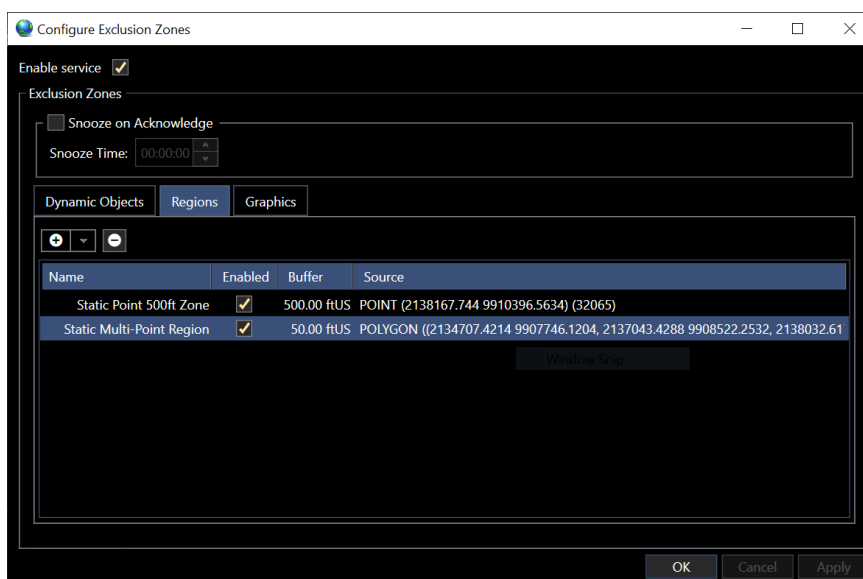 Configure Exclusion Zones
Enable service
Exclusion Zones
Snooze on Acknowledge
Snooze Time: 00:00:00
Dynamic Objects Regions Graphics
Name Enabled Buffer Source
Static Point 500ft Zone 500.00 ftUS POINT (2138167.744 9910396.5634) (32065)
Static Multi-Point Region 50.00 ftUS POLYGON ((2134707.4214 9907746.1204, 2137043.4288 9908522.2532, 2138032.61
Window Snip
OK Cancel Apply